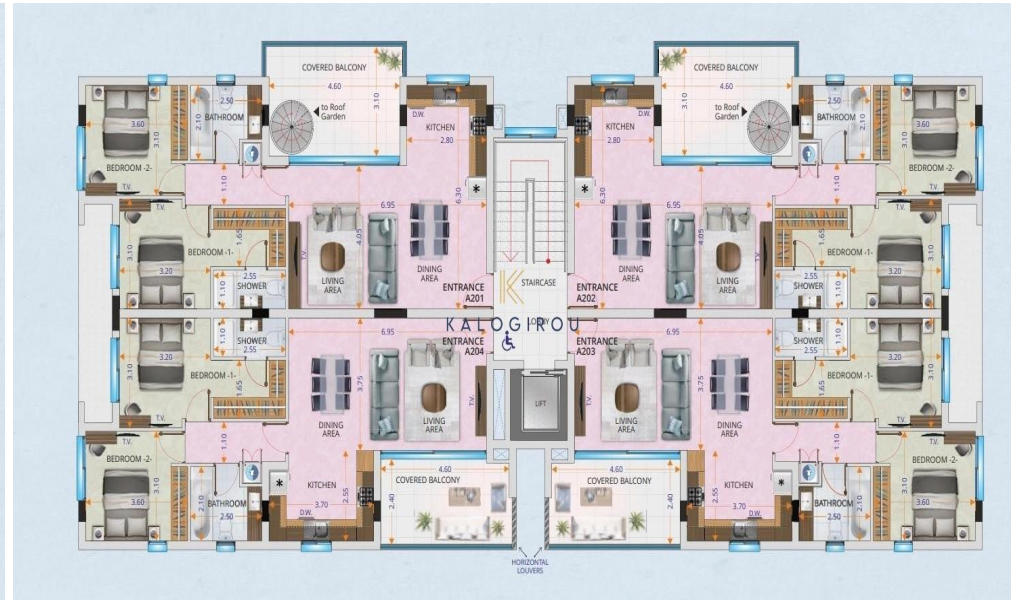 COVERED BALCONY
4.60
3.10
to Roof
Garden
2.50
BATHROOM
2.10
3.60
3.10
BEDROOM -2-
T.V.
1.10
D.W.
KITCHEN
2.80
6.30
6.95
4.05
T.V.
LIVING
AREA
DINING
AREA
ENTRANCE
A201
T.V.
BEDROOM -1-
1.65
3.10
3.20
2.55
SHOWER
1.10
STAIRCASE
COVERED BALCONY
4.60
3.10
to Roof
Garden
2.50
BATHROOM
2.10
3.60
3.10
BEDROOM -2-
T.V.
1.10
KITCHEN
D.W.
2.80
6.30
6.95
4.05
T.V.
LIVING
AREA
DINING
AREA
ENTRANCE
A202
T.V.
BEDROOM -1-
1.65
3.10
3.20
2.55
SHOWER
1.10
K
KALOGIROU
LOBBY
LIFT
1.10
SHOWER
2.55
3.20
3.10
BEDROOM -1-
1.65
T.V.
6.95
3.75
ENTRANCE
A204
DINING
AREA
LIVING
AREA
T.V.
1.10
T.V.
BEDROOM -2-
3.10
3.60
2.10
BATHROOM
2.50
KITCHEN
3.70
2.55
D.W.
4.60
COVERED BALCONY
2.40
6.95
3.75
ENTRANCE
A203
T.V.
LIVING
AREA
DINING
AREA
1.10
SHOWER
2.55
3.20
3.10
BEDROOM -1-
1.65
T.V.
1.10
T.V.
BEDROOM -2-
3.10
3.60
2.10
BATHROOM
2.50
KITCHEN
3.70
2.55
D.W.
4.60
COVERED BALCONY
2.40
HORIZONTAL
LOUVERS